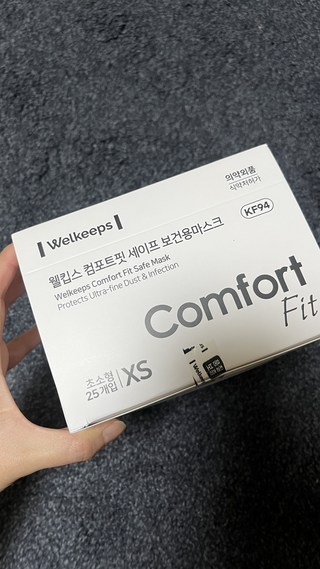 Welkeeps
의약외품
식약처허가
KF94
웰킵스 컴포트핏 세이프 보건용마스크
Welkeeps Comfort Fit Safe Mask
Protects Ultra-fine Dust & Infection
Comfort
Fit
초소형
25개입
XS